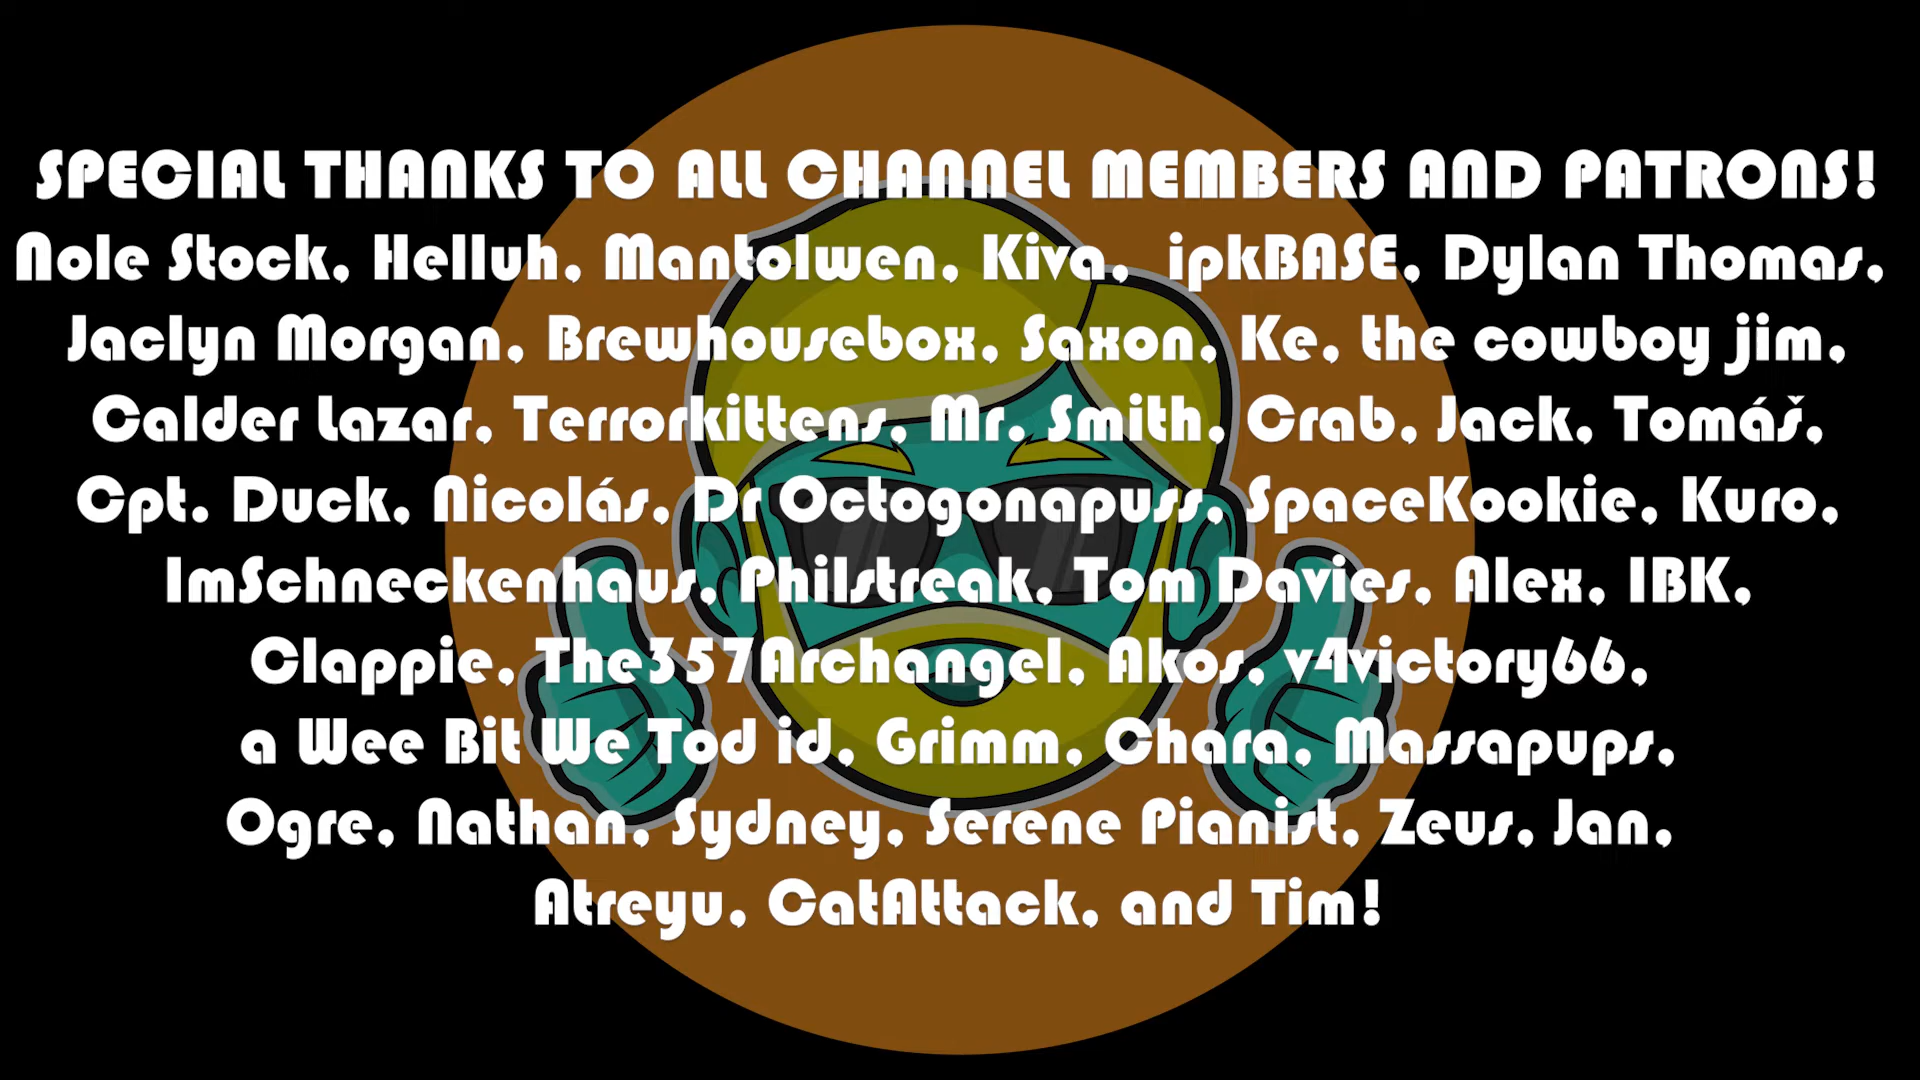 SPECIAL THANKS TO ALL CHANNEL MEMBERS AND PATRONS!
Nole Stock, Helluh, Mantolwen, Kiva, ipkBASE, Dylan Thomas,
Jaclyn Morgan, Brewhousebox, Saxon, Ke, the cowboy jim,
Calder Lazar, Terrorkittens, Mr. Smith, Crab, Jack, Tomáš,
Cpt. Duck, Nicolás, Dr Octogonapuss, SpaceKookie, Kuro,
ImSchneckenhaus, Philstreak, Tom Davies, Alex, IBK,
Clappie, The357Archangel, Akos, v4victory66,
a Wee Bit We Tod id, Grimm, Chara, Massapups,
Ogre, Nathan, Sydney, Serene Pianist, Zeus, Jan,
Atreyu, CatAttack, and Tim!